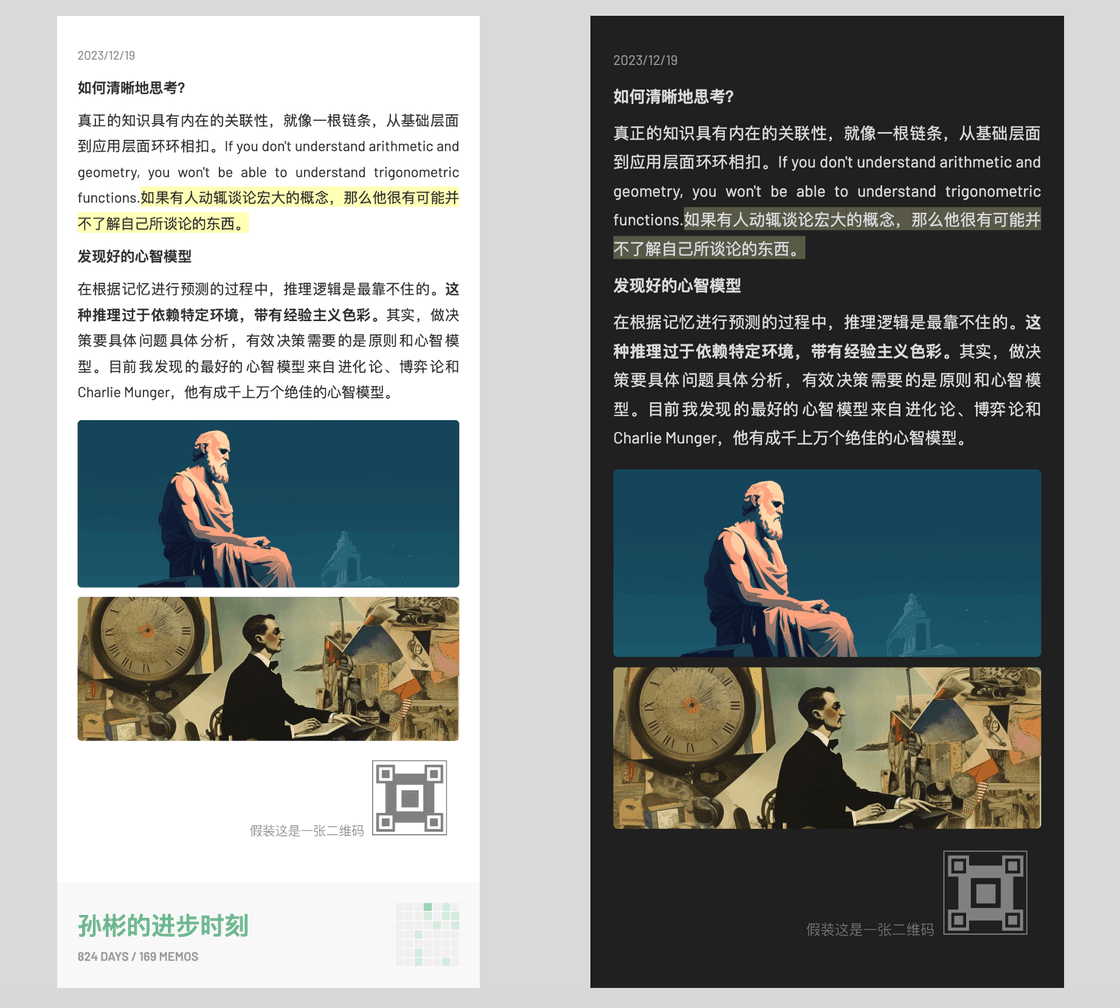 2023/12/19
如何清晰地思考?
真正的知识具有内在的关联性，就像一根链条，从基础层面
到应用层面环环相扣。If you don't understand arithmetic and
geometry, you won't be able to understand trigonometric
functions.如果有人动辄谈论宏大的概念，那么他很有可能并
不了解自己所谈论的东西。
发现好的心智模型
在根据记忆进行预测的过程中，推理逻辑是最靠不住的。这
种推理过于依赖特定环境，带有经验主义色彩。其实，做决
策要具体问题具体分析，有效决策需要的是原则和心智模
型。目前我发现的最好的心智模型来自进化论、博弈论和
Charlie Munger，他有成千上万个绝佳的心智模型。
假装这是一张二维码
孙彬的进步时刻
824 DAYS / 169 MEMOS
2023/12/19
如何清晰地思考?
真正的知识具有内在的关联性，就像一根链条，从基础层面
到应用层面环环相扣。If you don't understand arithmetic and
geometry, you won't be able to understand trigonometric
functions.如果有人动辄谈论宏大的概念，那么他很有可能并
不了解自己所谈论的东西。
发现好的心智模型
在根据记忆进行预测的过程中，推理逻辑是最靠不住的。这
种推理过于依赖特定环境，带有经验主义色彩。其实，做决
策要具体问题具体分析，有效决策需要的是原则和心智模
型。目前我发现的最好的心智模型来自进化论、博弈论和
Charlie Munger，他有成千上万个绝佳的心智模型。
假装这是一张二维码